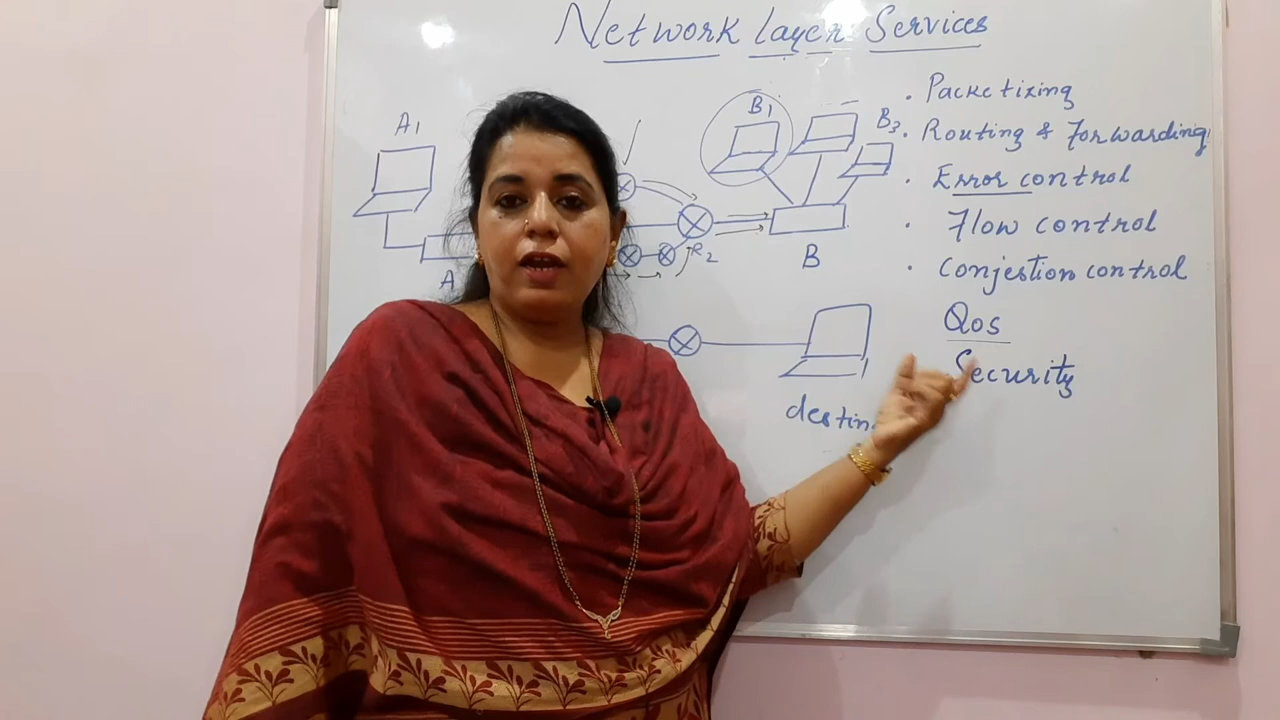 Network layer Services
A1
B1
B3
R2
A
B
destin
. Packetizing
. Routing & Forwarding
. Error control
. Flow control
. Conjestion control
Qos
Security